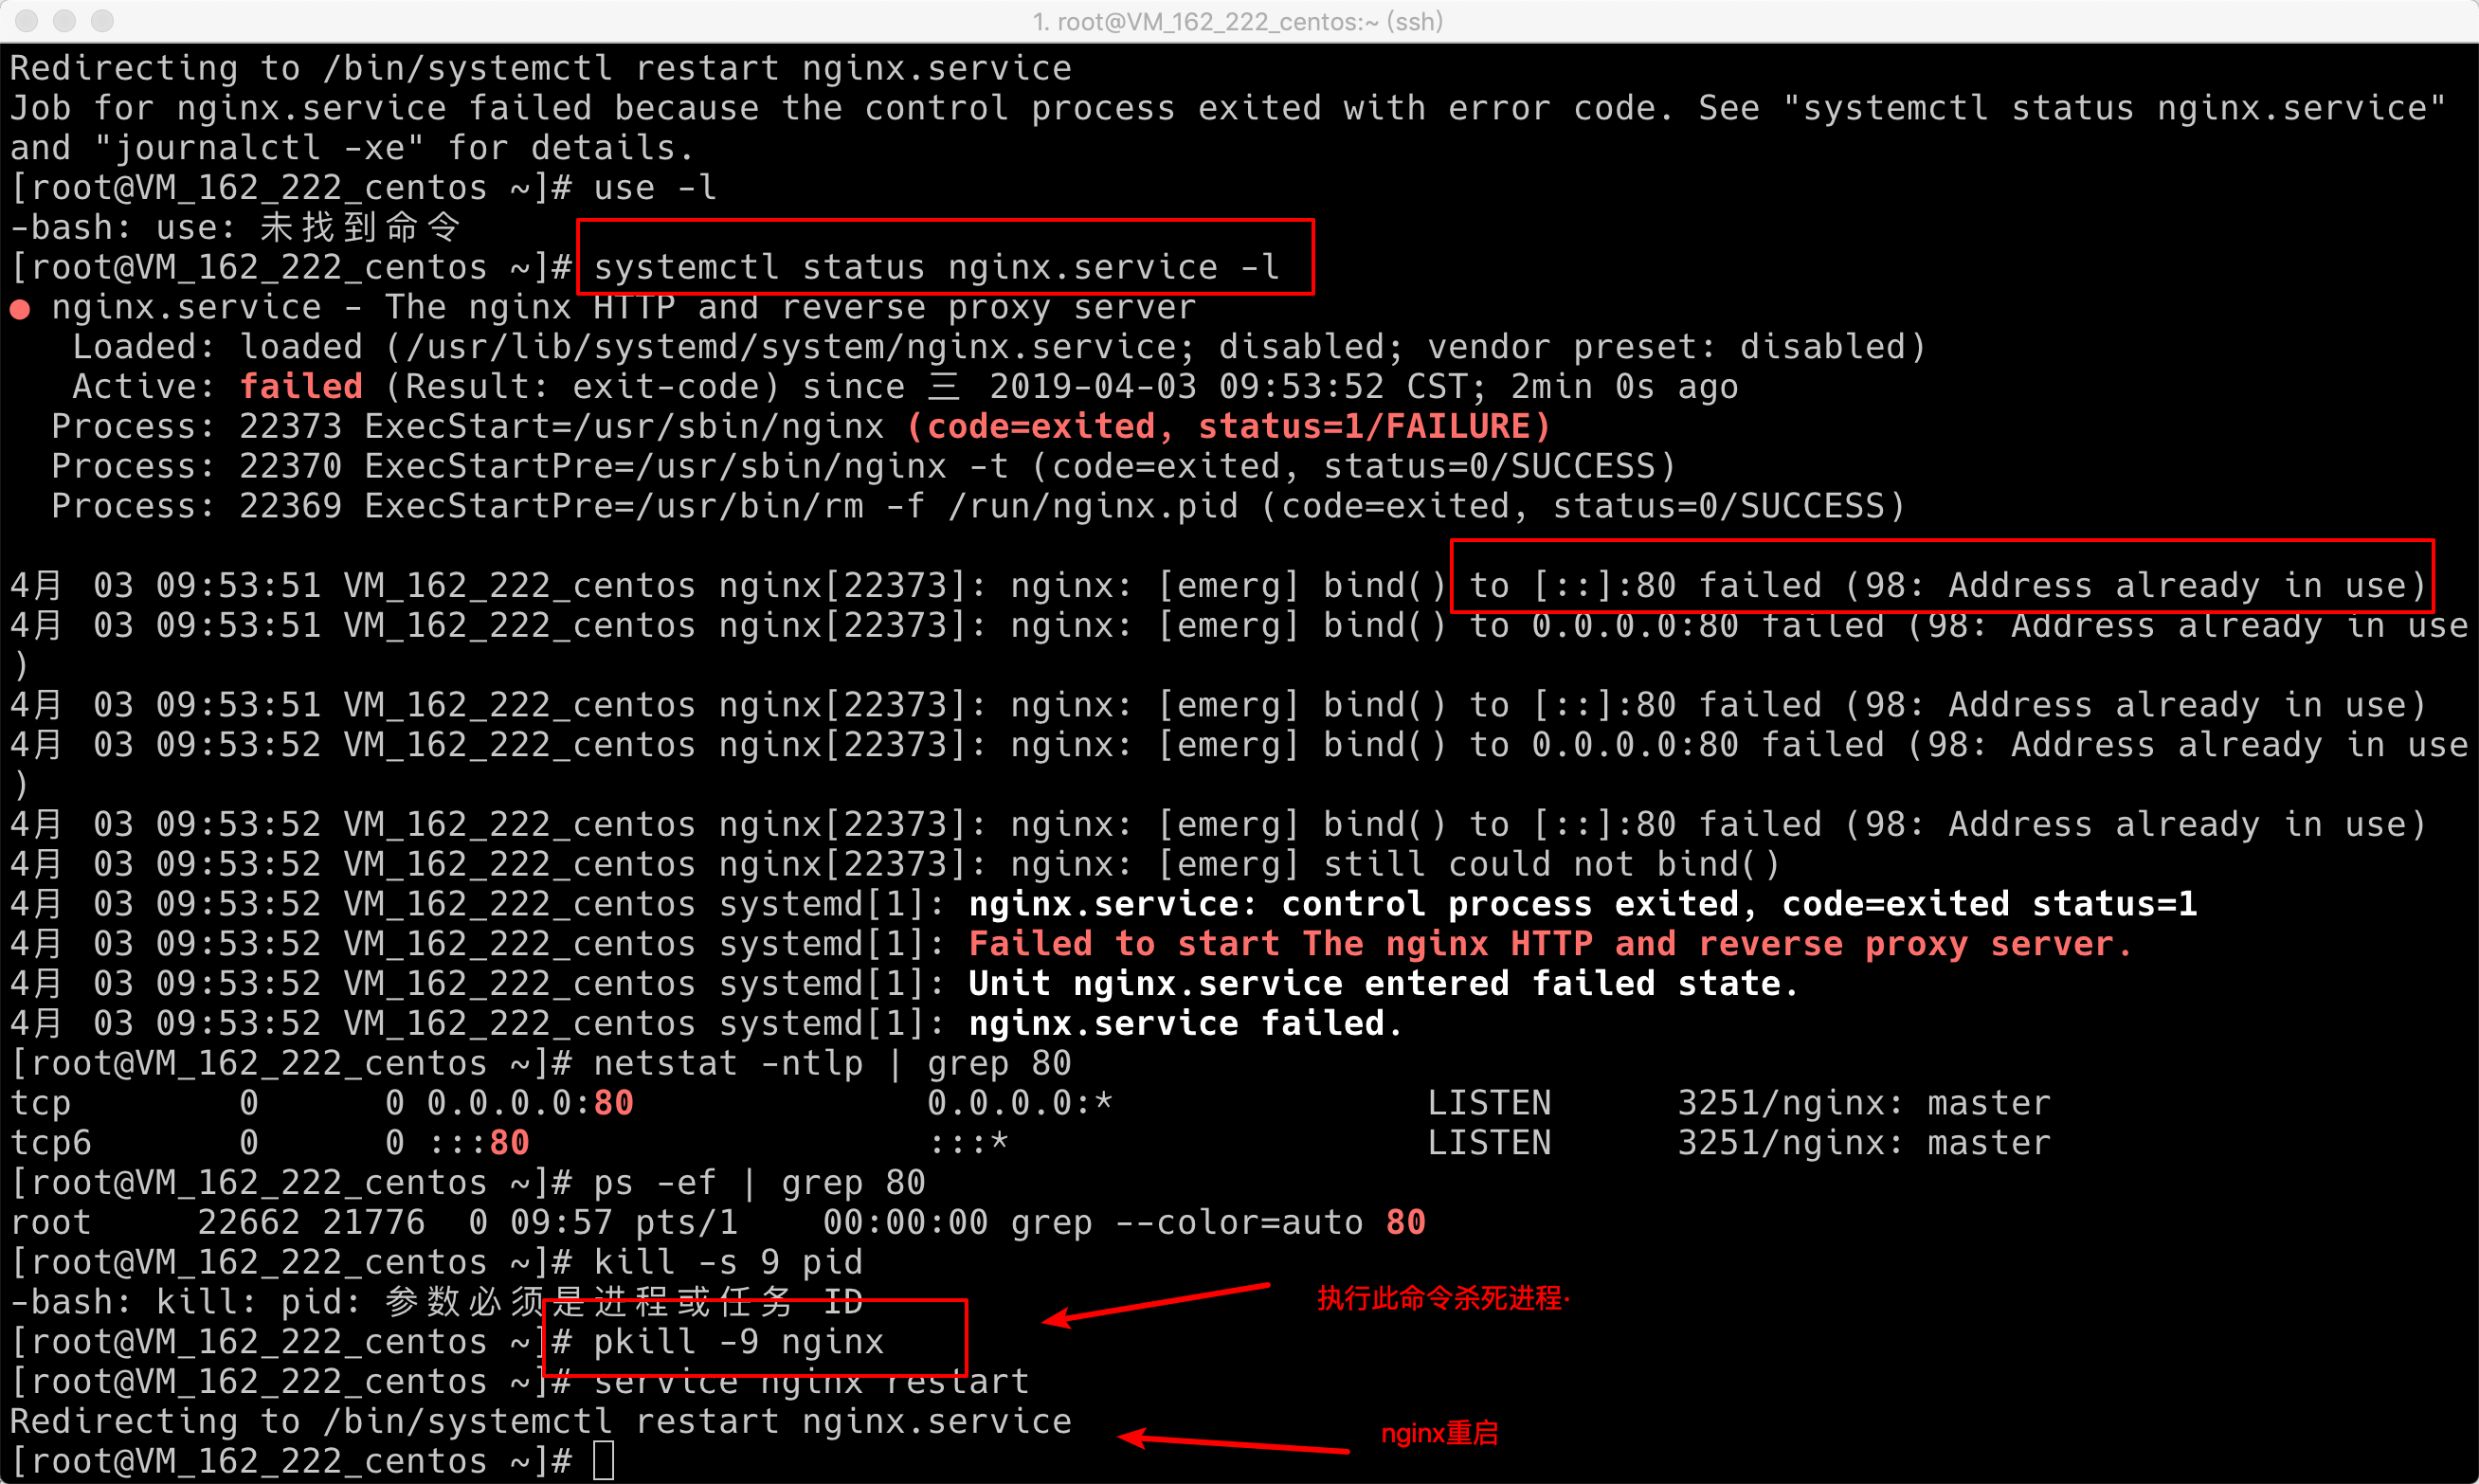 1. root@VM_162_222_centos:~ (ssh)
Redirecting to /bin/systemctl restart nginx.service
Job for nginx.service failed because the control process exited with error code. See "systemctl status nginx.service"
and "journalctl -xe" for details.
[root@VM_162_222_centos ~]# use -l
-bash: use: 未找到命令
[root@VM_162_222_centos ~]# systemctl status nginx.service -l
● nginx.service - The nginx HTTP and reverse proxy server
   Loaded: loaded (/usr/lib/systemd/system/nginx.service; disabled; vendor preset: disabled)
   Active: failed (Result: exit-code) since 三 2019-04-03 09:53:52 CST; 2min 0s ago
  Process: 22373 ExecStart=/usr/sbin/nginx (code=exited, status=1/FAILURE)
  Process: 22370 ExecStartPre=/usr/sbin/nginx -t (code=exited, status=0/SUCCESS)
  Process: 22369 ExecStartPre=/usr/bin/rm -f /run/nginx.pid (code=exited, status=0/SUCCESS)
4月 03 09:53:51 VM_162_222_centos nginx[22373]: nginx: [emerg] bind() to [::]:80 failed (98: Address already in use)
4月 03 09:53:51 VM_162_222_centos nginx[22373]: nginx: [emerg] bind() to 0.0.0.0:80 failed (98: Address already in use
)
4月 03 09:53:51 VM_162_222_centos nginx[22373]: nginx: [emerg] bind() to [::]:80 failed (98: Address already in use)
4月 03 09:53:52 VM_162_222_centos nginx[22373]: nginx: [emerg] bind() to 0.0.0.0:80 failed (98: Address already in use
)
4月 03 09:53:52 VM_162_222_centos nginx[22373]: nginx: [emerg] bind() to [::]:80 failed (98: Address already in use)
4月 03 09:53:52 VM_162_222_centos nginx[22373]: nginx: [emerg] still could not bind()
4月 03 09:53:52 VM_162_222_centos systemd[1]: nginx.service: control process exited, code=exited status=1
4月 03 09:53:52 VM_162_222_centos systemd[1]: Failed to start The nginx HTTP and reverse proxy server.
4月 03 09:53:52 VM_162_222_centos systemd[1]: Unit nginx.service entered failed state.
4月 03 09:53:52 VM_162_222_centos systemd[1]: nginx.service failed.
[root@VM_162_222_centos ~]# netstat -ntlp | grep 80
tcp        0      0 0.0.0.0:80              0.0.0.0:*               LISTEN      3251/nginx: master
tcp6       0      0 :::80                   :::*                    LISTEN      3251/nginx: master
[root@VM_162_222_centos ~]# ps -ef | grep 80
root     22662 21776  0 09:57 pts/1    00:00:00 grep --color=auto 80
[root@VM_162_222_centos ~]# kill -s 9 pid
-bash: kill: pid: 参数必须是进程或任务 ID
执行此命令杀死进程·
[root@VM_162_222_centos ~]# pkill -9 nginx
[root@VM_162_222_centos ~]# service nginx restart
Redirecting to /bin/systemctl restart nginx.service
nginx重启
[root@VM_162_222_centos ~]#